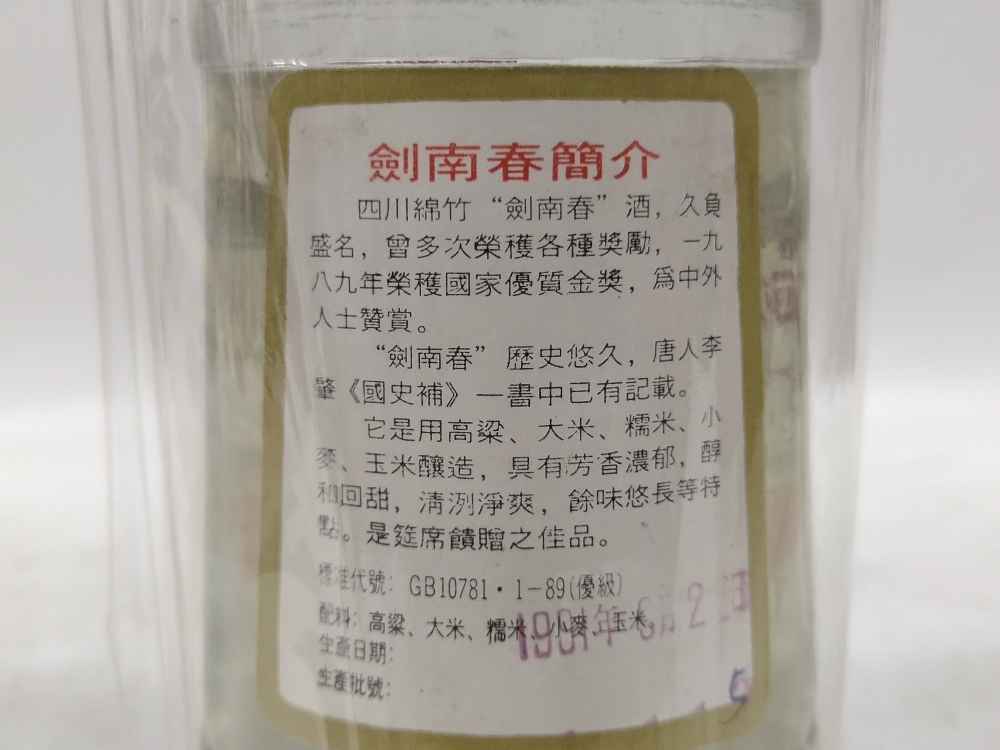 劍南春簡介
四川綿竹“劍南春”酒，久負
盛名，曾多次榮穫各種獎勵，一九
八九年榮穫國家優質金獎，爲中外
人士贊賞。
“劍南春”歷史悠久，唐人李
肇《國史補》一書中已有記載。
它是用高粱、大米、糯米、小
麥、玉米釀造，具有芳香濃郁，醇
和回甜，清洌淨爽，餘味悠長等特
點。是筵席饋贈之佳品。
標准代號：GB10781·1-89(優級)
配料：高粱、大米、糯米、小麥、玉米。
生產日期：
生產批號：